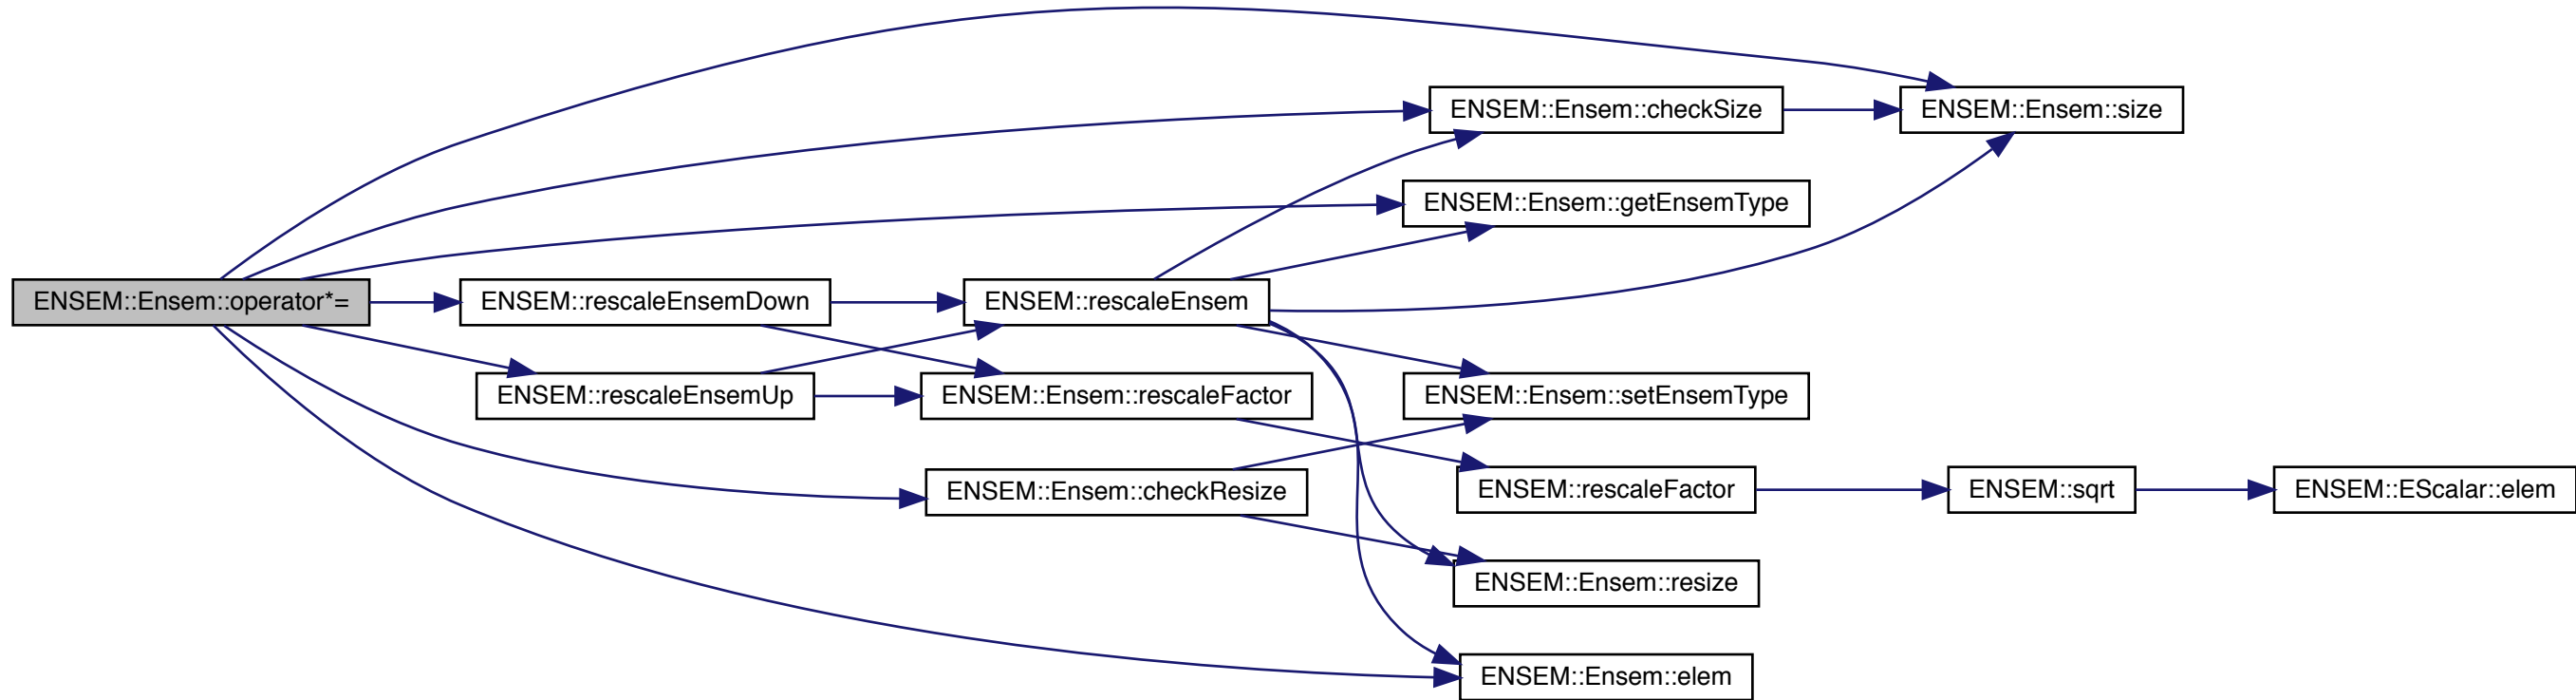 ENSEM::Ensem::operator*=
ENSEM::rescaleEnsemDown
ENSEM::rescaleEnsemUp
ENSEM::Ensem::checkResize
ENSEM::rescaleEnsem
ENSEM::Ensem::rescaleFactor
ENSEM::Ensem::checkSize
ENSEM::Ensem::getEnsemType
ENSEM::Ensem::setEnsemType
ENSEM::rescaleFactor
ENSEM::Ensem::resize
ENSEM::Ensem::elem
ENSEM::Ensem::size
ENSEM::sqrt
ENSEM::EScalar::elem